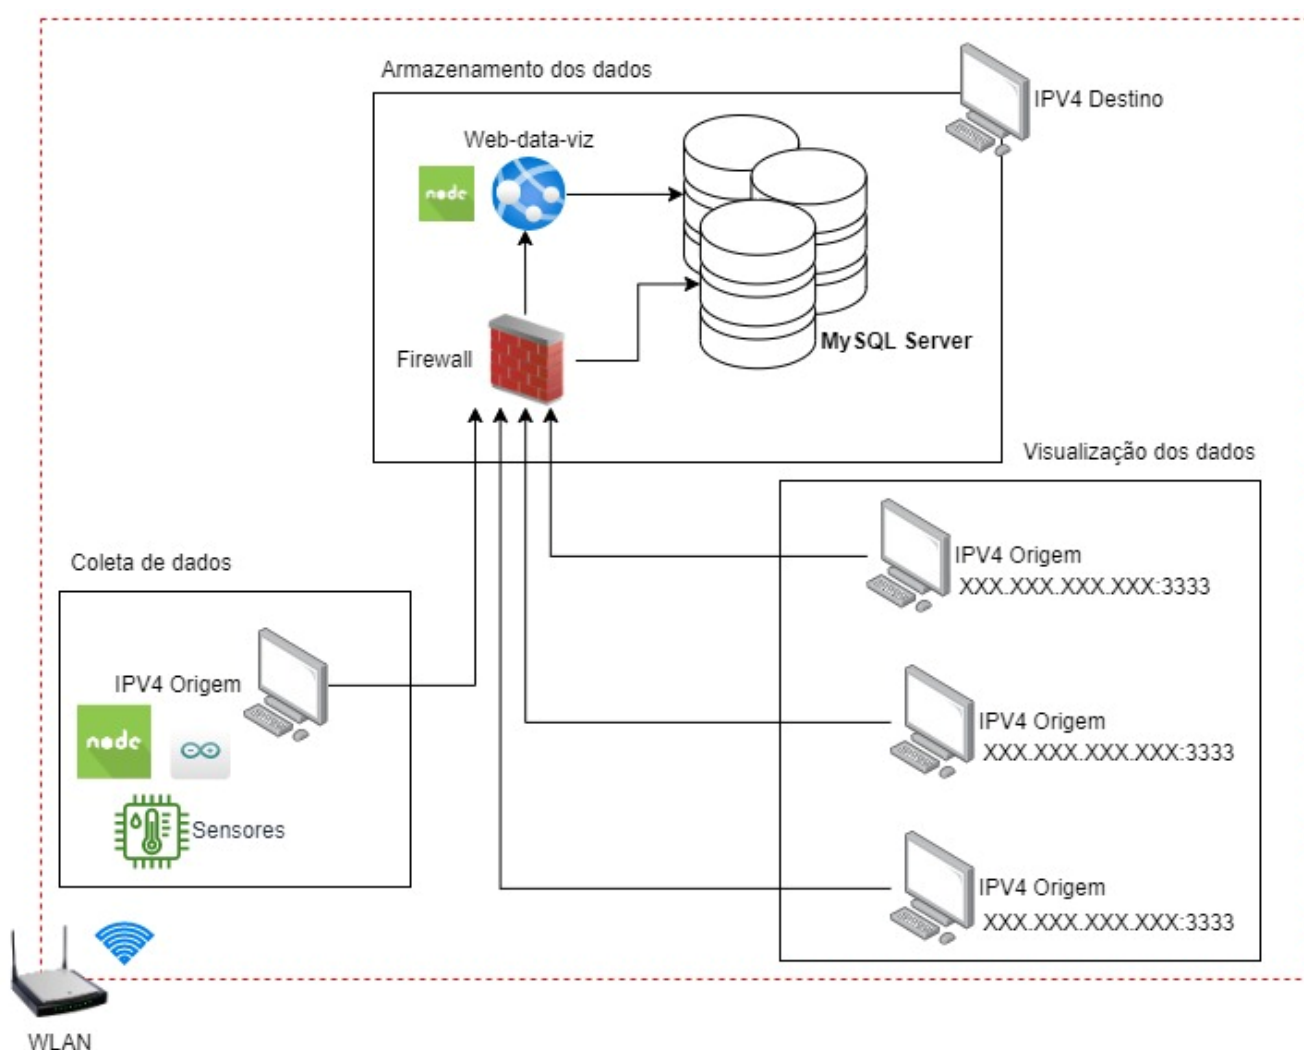 Armazenamento dos dados
IPV4 Destino
Web-data-viz
node
MySQL Server
Firewall
Visualização dos dados
IPV4 Origem
XXX.XXX.XXX.XXX:3333
Coleta de dados
IPV4 Origem
node
Sensores
IPV4 Origem
XXX.XXX.XXX.XXX:3333
IPV4 Origem
XXX.XXX.XXX.XXX:3333
WLAN